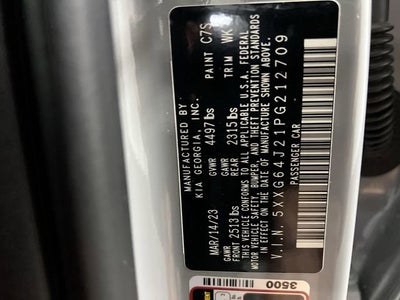 MANUFACTURED BY
KIA GEORGIA, INC. PAINT C7S
MAR/14/23 GVWR 4497lbs TRIM WK
GAWR FRONT 2513lbs GAWR REAR 2315lbs
THIS VEHICLE CONFORMS TO ALL APPLICABLE U.S.A. FEDERAL
MOTOR VEHICLE SAFETY, BUMPER, AND THEFT PREVENTION STANDARDS
IN EFFECT ON THE DATE OF MANUFACTURE SHOWN ABOVE.
V.I.N. 5XXG64J21PG212709
PASSENGER CAR
3500